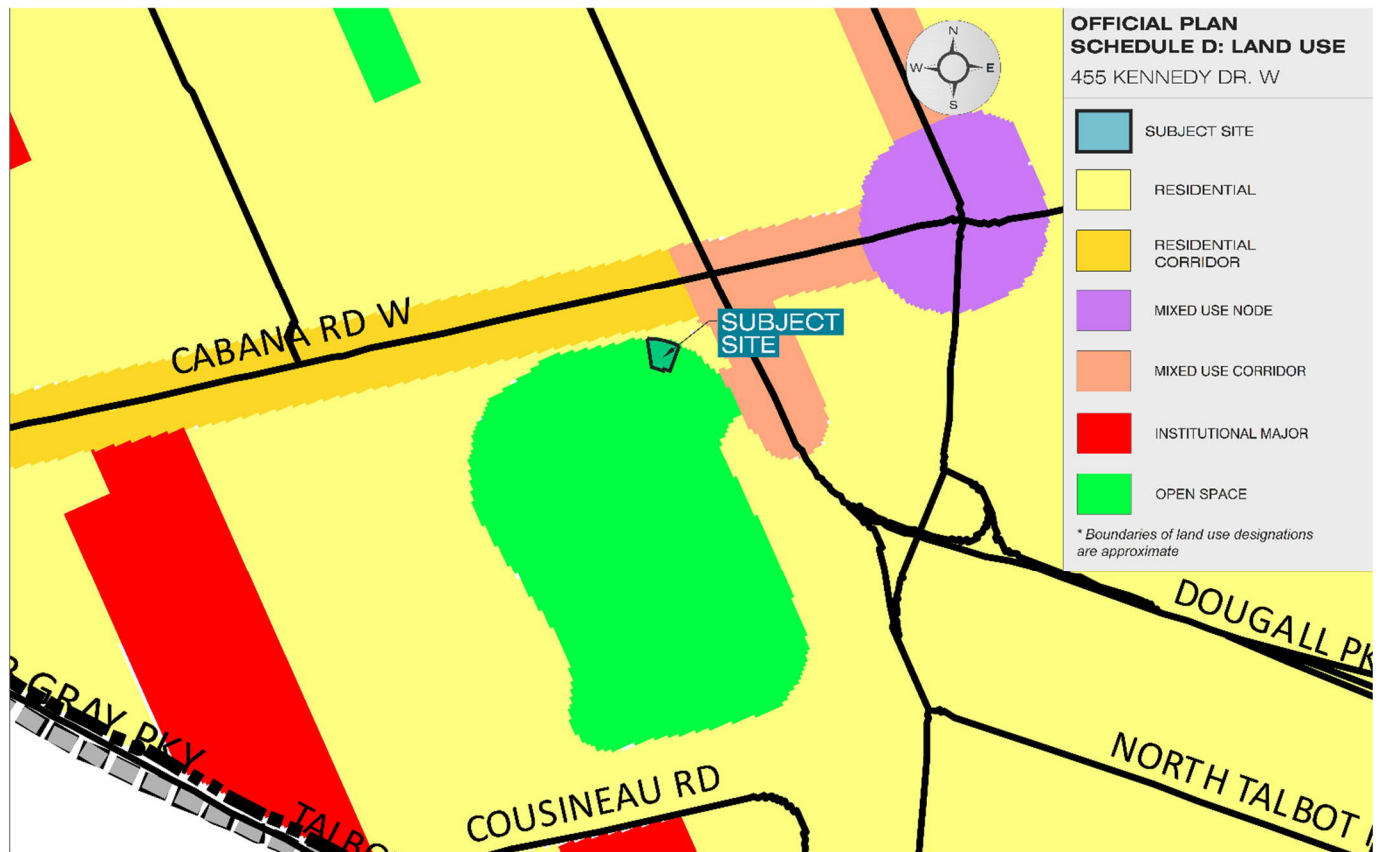 OFFICIAL PLAN
SCHEDULE D: LAND USE
455 KENNEDY DR. W
N
W
E
S
SUBJECT SITE
RESIDENTIAL
RESIDENTIAL
CORRIDOR
MIXED USE NODE
MIXED USE CORRIDOR
INSTITUTIONAL MAJOR
OPEN SPACE
* Boundaries of land use designations
are approximate
CABANA RD W
SUBJECT
SITE
DOUGALL PK
GRAY PKY
NORTH TALBOT
COUSINEAU RD
TALBO